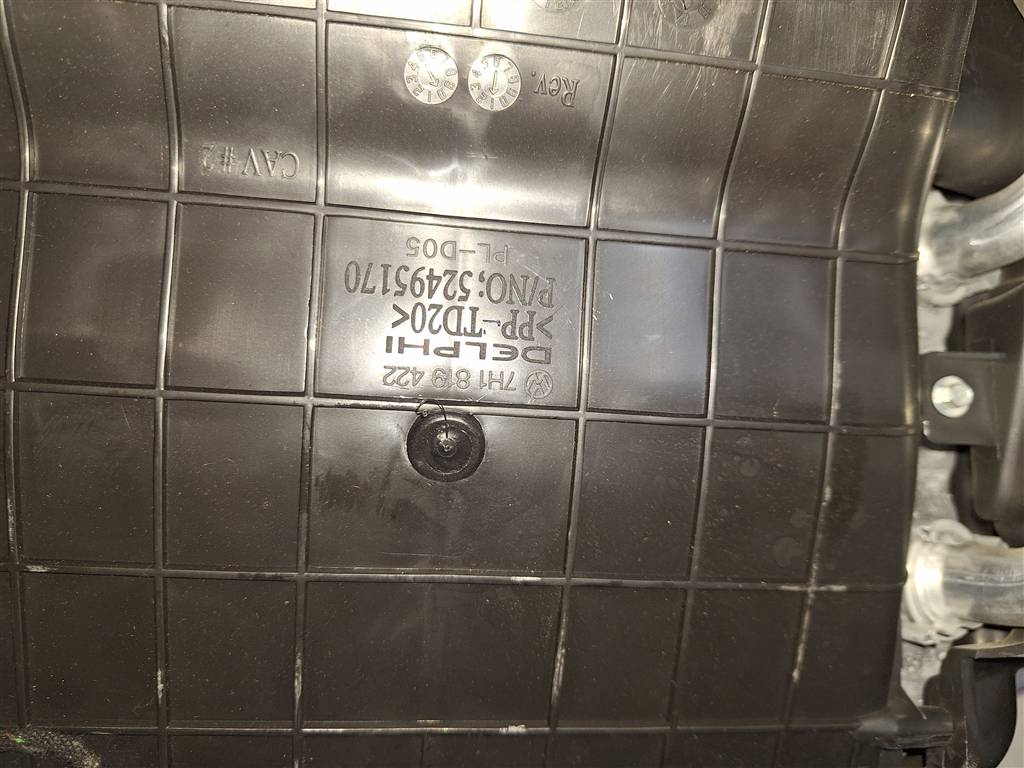 7H1 819 422
DELPHI
>PP-TD20<
P/NO;52495170
PL-D05
CAV #2
Rev.